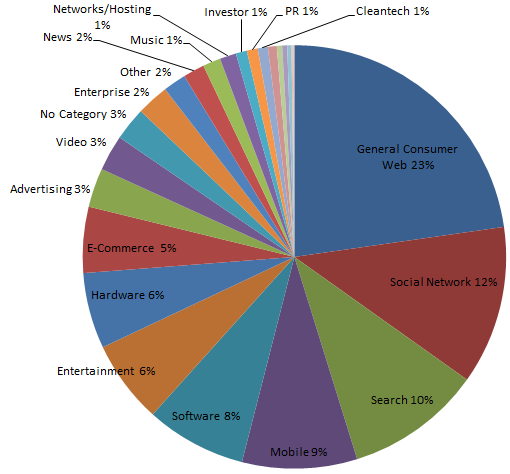 Networks/Hosting
1%
Investor 1%
PR 1%
Cleantech 1%
News 2%
Music 1%
Other 2%
Enterprise 2%
No Category 3%
Video 3%
Advertising 3%
E-Commerce 5%
Hardware 6%
Entertainment 6%
Software 8%
Mobile 9%
Search 10%
Social Network 12%
General Consumer
Web 23%